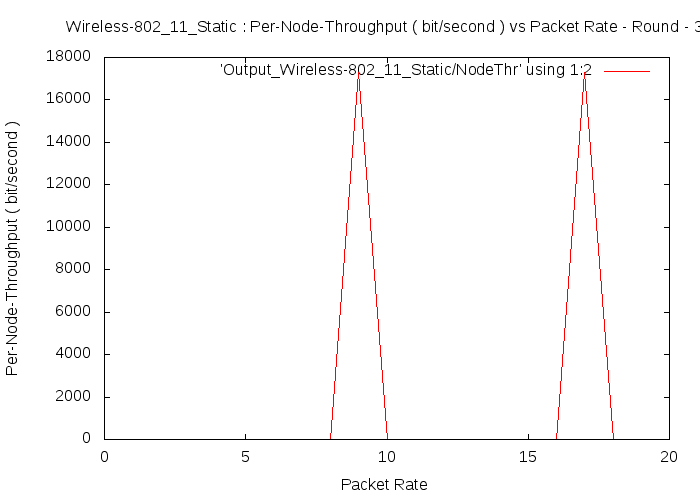 Wireless-802_11_Static : Per-Node-Throughput ( bit/second ) vs Packet Rate - Round - 3
'Output_Wireless-802_11_Static/NodeThr' using 1:2
18000
16000
14000
12000
10000
8000
6000
4000
2000
0
Per-Node-Throughput ( bit/second )
0 5 10 15 20
Packet Rate